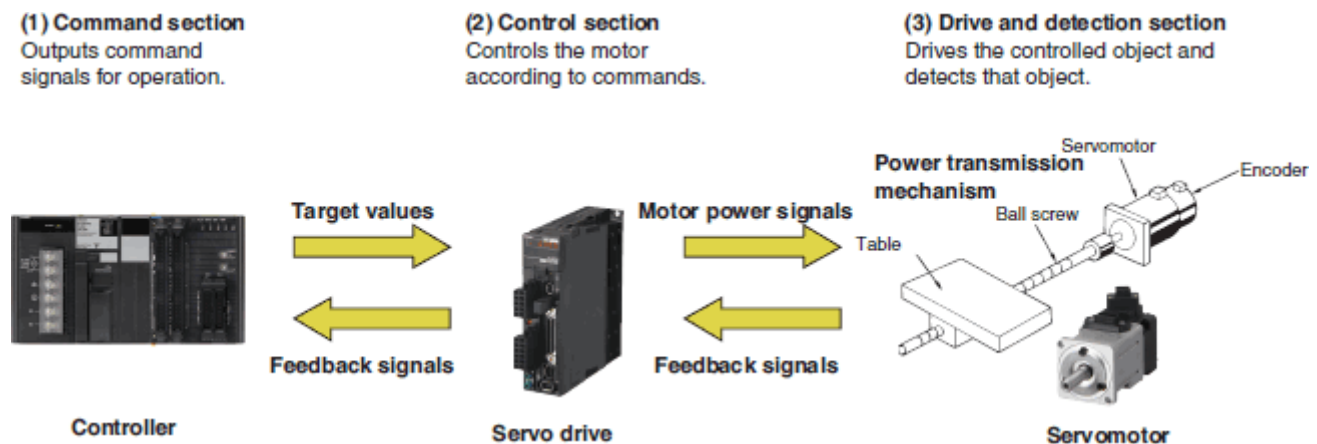 (1) Command section
Outputs command
signals for operation.
(2) Control section
Controls the motor
according to commands.
(3) Drive and detection section
Drives the controlled object and
detects that object.
Servomotor
Encoder
Power transmission
mechanism
Ball screw
Table
Target values
Motor power signals
Feedback signals
Feedback signals
Controller
Servo drive
Servomotor